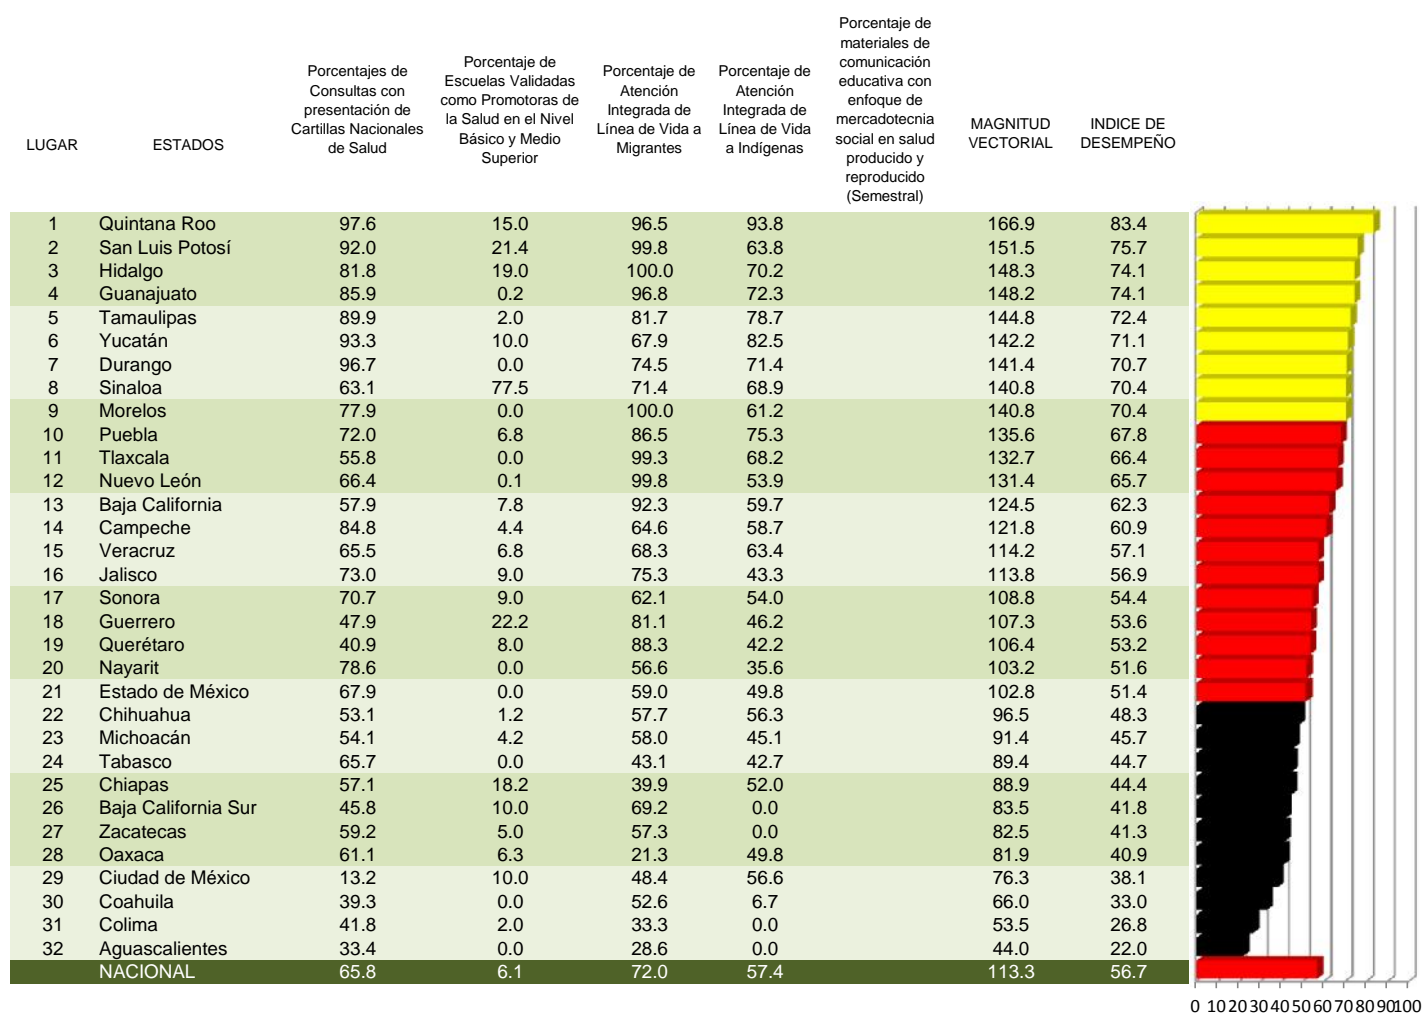 LUGAR
ESTADOS
Porcentajes de
Consultas con
presentación de
Cartillas Nacionales
de Salud
Porcentaje de
Escuelas Validadas
como Promotoras de
la Salud en el Nivel
Básico y Medio
Superior
Porcentaje de
Atención
Integrada de
Línea de Vida a
Migrantes
Porcentaje de
Atención
Integrada de
Línea de Vida
a Indígenas
Porcentaje de
materiales de
comunicación
educativa con
enfoque de
mercadotecnia
social en salud
producido y
reproducido
(Semestral)
MAGNITUD
VECTORIAL
INDICE DE
DESEMPEÑO
1 Quintana Roo 97.6 15.0 96.5 93.8 166.9 83.4
2 San Luis Potosí 92.0 21.4 99.8 63.8 151.5 75.7
3 Hidalgo 81.8 19.0 100.0 70.2 148.3 74.1
4 Guanajuato 85.9 0.2 96.8 72.3 148.2 74.1
5 Tamaulipas 89.9 2.0 81.7 78.7 144.8 72.4
6 Yucatán 93.3 10.0 67.9 82.5 142.2 71.1
7 Durango 96.7 0.0 74.5 71.4 141.4 70.7
8 Sinaloa 63.1 77.5 71.4 68.9 140.8 70.4
9 Morelos 77.9 0.0 100.0 61.2 140.8 70.4
10 Puebla 72.0 6.8 86.5 75.3 135.6 67.8
11 Tlaxcala 55.8 0.0 99.3 68.2 132.7 66.4
12 Nuevo León 66.4 0.1 99.8 53.9 131.4 65.7
13 Baja California 57.9 7.8 92.3 59.7 124.5 62.3
14 Campeche 84.8 4.4 64.6 58.7 121.8 60.9
15 Veracruz 65.5 6.8 68.3 63.4 114.2 57.1
16 Jalisco 73.0 9.0 75.3 43.3 113.8 56.9
17 Sonora 70.7 9.0 62.1 54.0 108.8 54.4
18 Guerrero 47.9 22.2 81.1 46.2 107.3 53.6
19 Querétaro 40.9 8.0 88.3 42.2 106.4 53.2
20 Nayarit 78.6 0.0 56.6 35.6 103.2 51.6
21 Estado de México 67.9 0.0 59.0 49.8 102.8 51.4
22 Chihuahua 53.1 1.2 57.7 56.3 96.5 48.3
23 Michoacán 54.1 4.2 58.0 45.1 91.4 45.7
24 Tabasco 65.7 0.0 43.1 42.7 89.4 44.7
25 Chiapas 57.1 18.2 39.9 52.0 88.9 44.4
26 Baja California Sur 45.8 10.0 69.2 0.0 83.5 41.8
27 Zacatecas 59.2 5.0 57.3 0.0 82.5 41.3
28 Oaxaca 61.1 6.3 21.3 49.8 81.9 40.9
29 Ciudad de México 13.2 10.0 48.4 56.6 76.3 38.1
30 Coahuila 39.3 0.0 52.6 6.7 66.0 33.0
31 Colima 41.8 2.0 33.3 0.0 53.5 26.8
32 Aguascalientes 33.4 0.0 28.6 0.0 44.0 22.0
NACIONAL 65.8 6.1 72.0 57.4 113.3 56.7
0 10 20 30 40 50 60 70 80 90 100